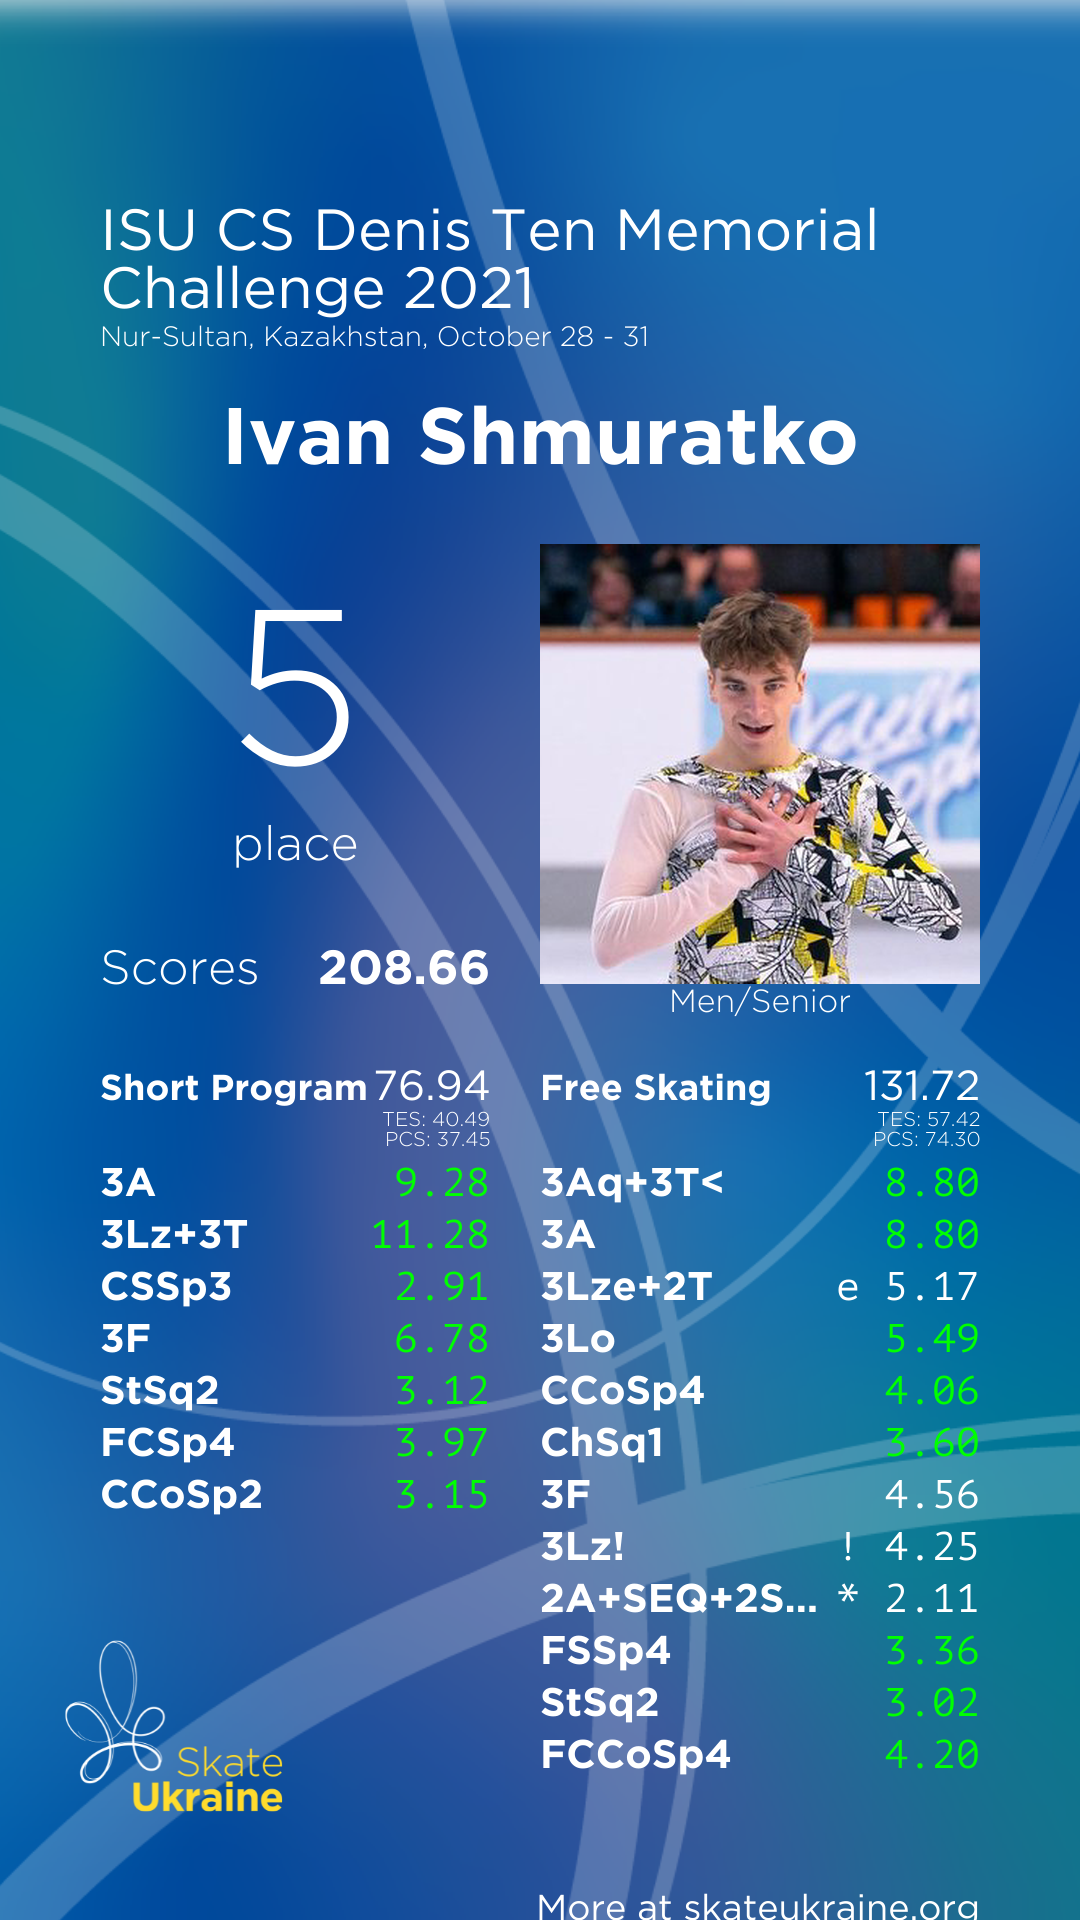 ISU CS Denis Ten Memorial
Challenge 2021
Nur-Sultan, Kazakhstan, October 28 - 31
Ivan Shmuratko
5
place
Scores 208.66
Men/Senior
Short Program 76.94
TES: 40.49
PCS: 37.45
3A 9.28
3Lz+3T 11.28
CSSp3 2.91
3F 6.78
StSq2 3.12
FCSp4 3.97
CCoSp2 3.15
Free Skating 131.72
TES: 57.42
PCS: 74.30
3Aq+3T< 8.80
3A 8.80
3Lze+2T e 5.17
3Lo 5.49
CCoSp4 4.06
ChSq1 3.60
3F 4.56
3Lz! ! 4.25
2A+SEQ+2S... * 2.11
FSSp4 3.36
StSq2 3.02
FCCoSp4 4.20
Skate
Ukraine
More at skateukraine.org